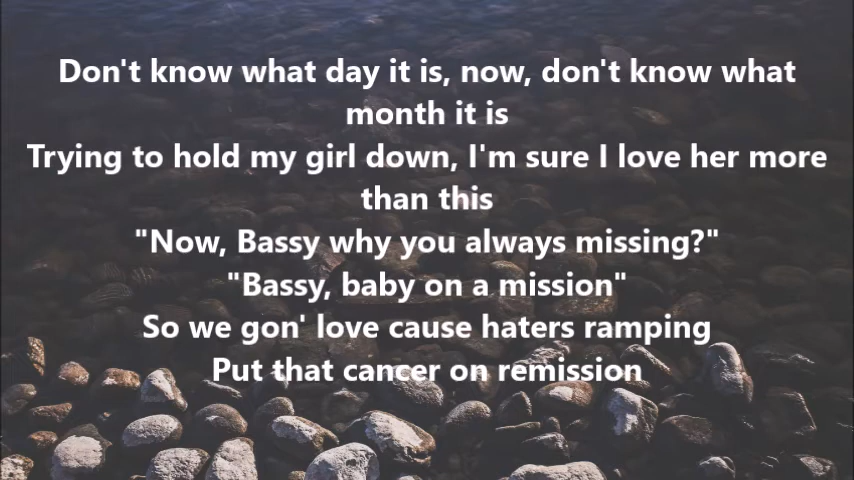 Don't know what day it is, now, don't know what
month it is
Trying to hold my girl down, I'm sure I love her more
than this
"Now, Bassy why you always missing?"
"Bassy, baby on a mission"
So we gon' love cause haters ramping
Put that cancer on remission